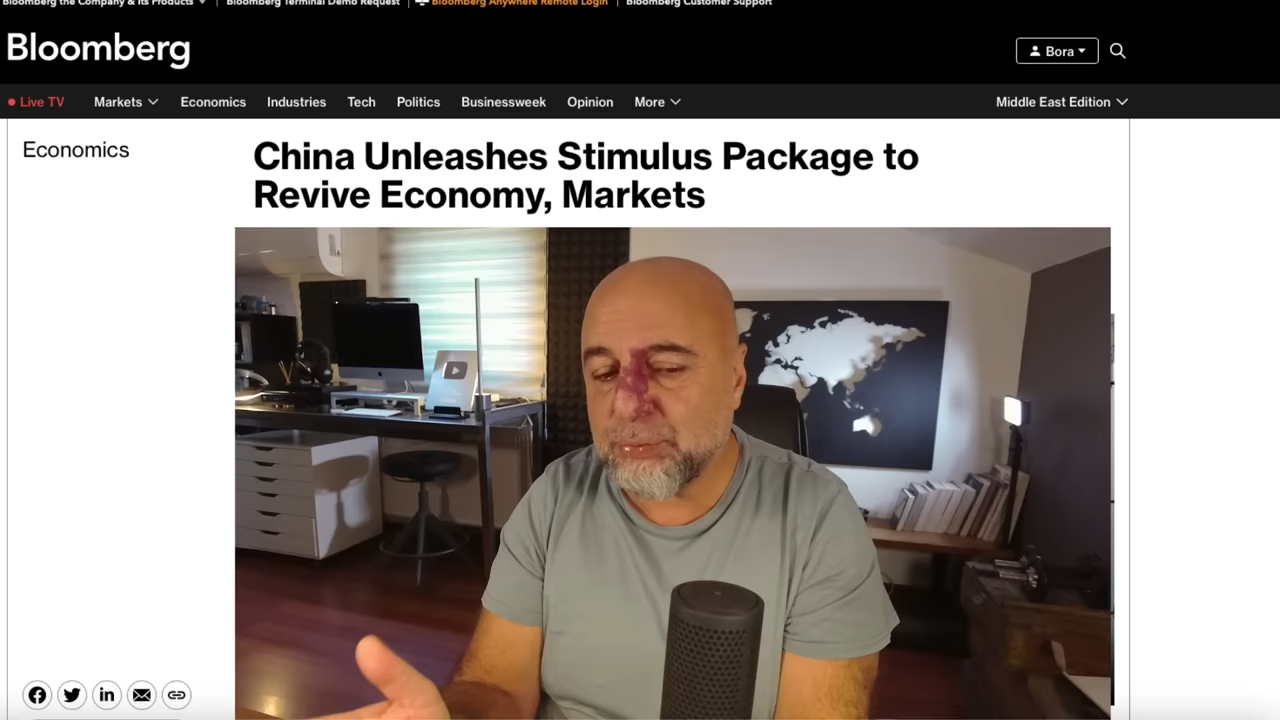 Bloomberg the Company & Its Products
Bloomberg Terminal Demo Request
Bloomberg Anywhere Remote Login
Bloomberg Customer Support
Bloomberg
Bora
Live TV
Markets
Economics
Industries
Tech
Politics
Businessweek
Opinion
More
Middle East Edition
Economics
China Unleashes Stimulus Package to
Revive Economy, Markets